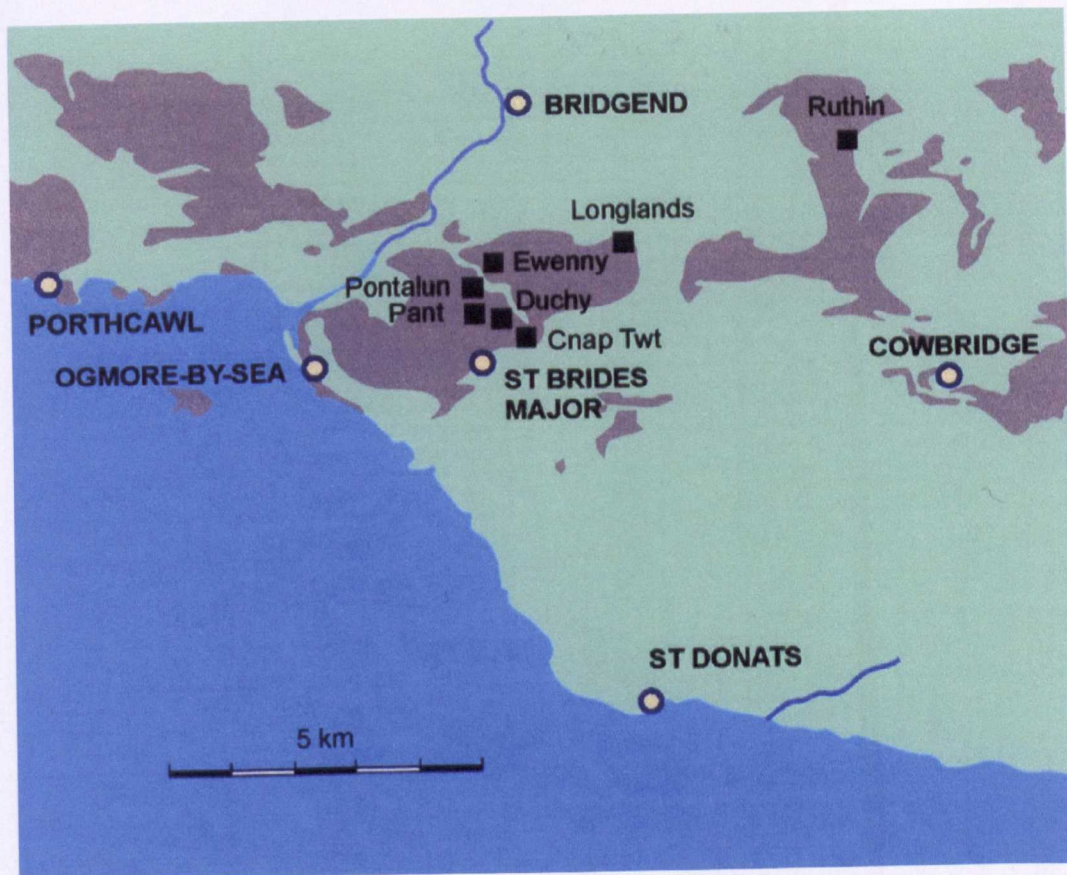 BRIDGEND
Ruthin
Longlands
Ewenny
Pontalun
Duchy
Pant
Cnap Twt
PORTHCAWL
COWBRIDGE
OGMORE-BY-SEA
ST BRIDES
MAJOR
ST DONATS
5 km